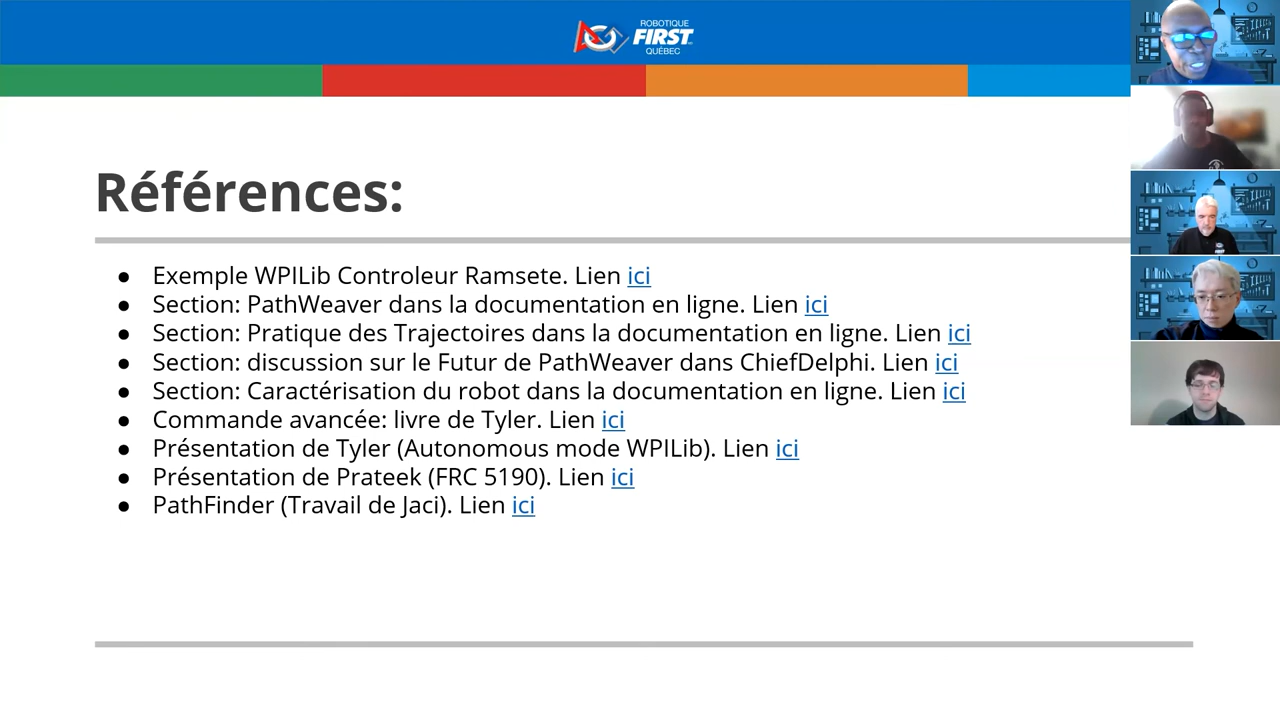 ROBOTIQUE
FIRST
QUÉBEC
Références:
● Exemple WPILib Controleur Ramsete. Lien ici
● Section: PathWeaver dans la documentation en ligne. Lien ici
● Section: Pratique des Trajectoires dans la documentation en ligne. Lien ici
● Section: discussion sur le Futur de PathWeaver dans ChiefDelphi. Lien ici
● Section: Caractérisation du robot dans la documentation en ligne. Lien ici
● Commande avancée: livre de Tyler. Lien ici
● Présentation de Tyler (Autonomous mode WPILib). Lien ici
● Présentation de Prateek (FRC 5190). Lien ici
● PathFinder (Travail de Jaci). Lien ici